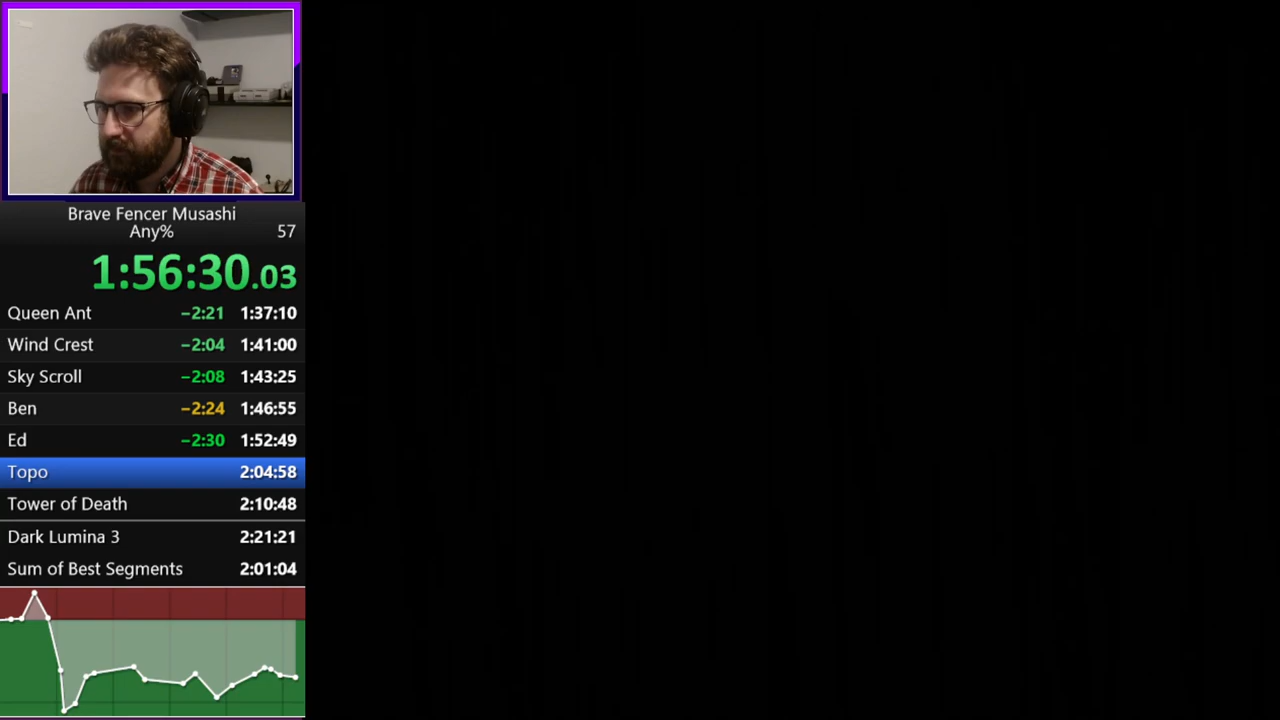 Brave Fencer Musashi
Any% 57
1:56:30.03
Queen Ant -2:21 1:37:10
Wind Crest -2:04 1:41:00
Sky Scroll -2:08 1:43:25
Ben -2:24 1:46:55
Ed -2:30 1:52:49
Topo 2:04:58
Tower of Death 2:10:48
Dark Lumina 3 2:21:21
Sum of Best Segments 2:01:04